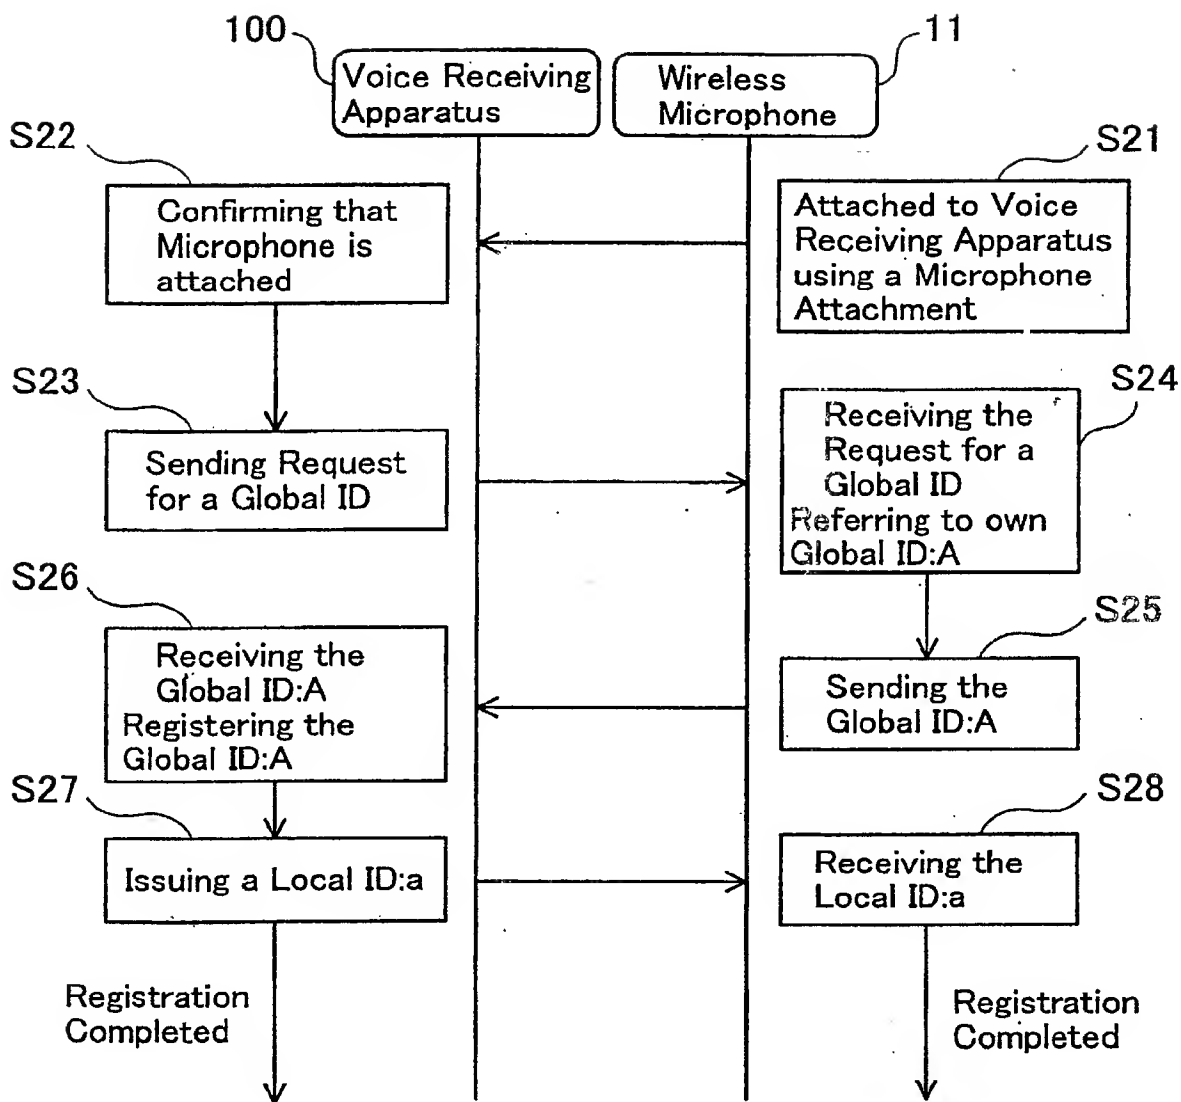 100
11
Voice Receiving
Apparatus
Wireless
Microphone
S22
S21
Confirming that
Microphone is
attached
Attached to Voice
Receiving Apparatus
using a Microphone
Attachment
S23
S24
Sending Request
for a Global ID
Receiving the
Request for a
Global ID
Referring to own
Global ID:A
S26
S25
Receiving the
Global ID:A
Registering the
Global ID:A
Sending the
Global ID:A
S27
S28
Issuing a Local ID:a
Receiving the
Local ID:a
Registration
Completed
Registration
Completed